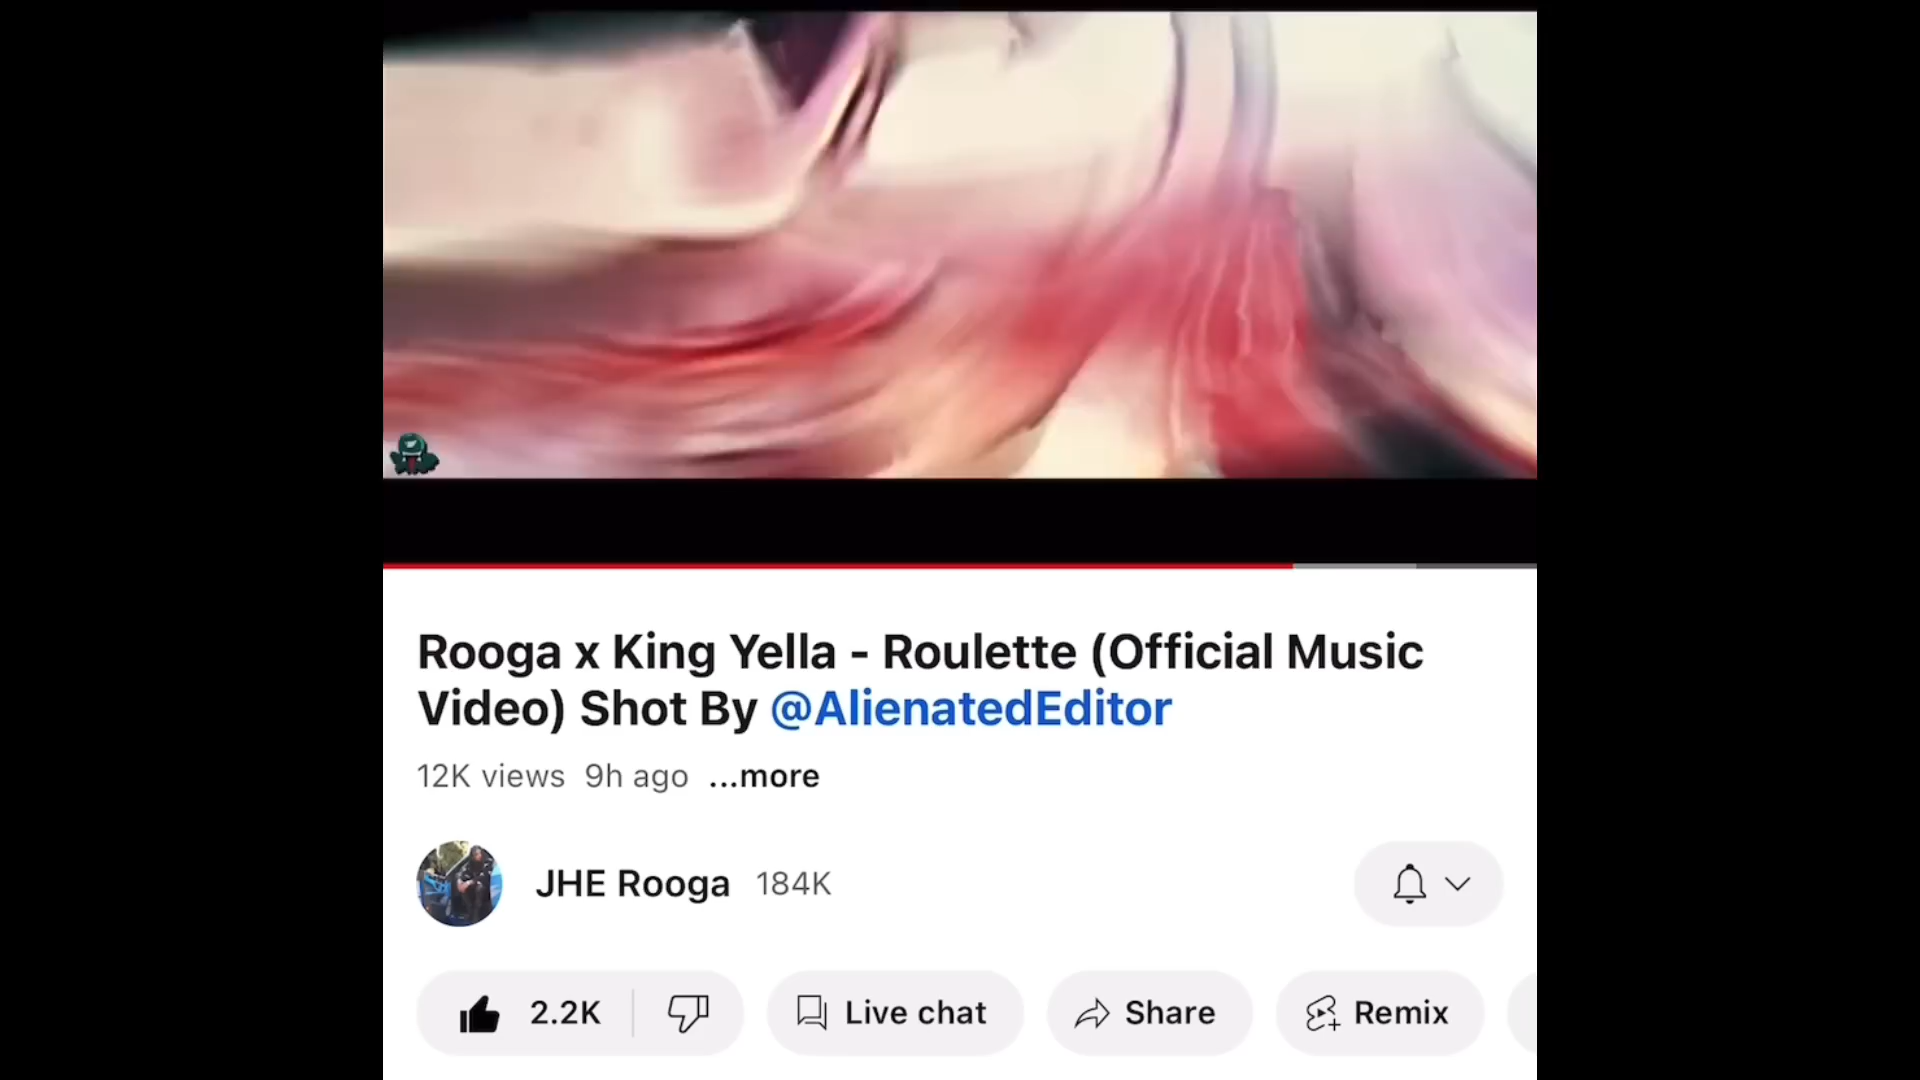 Rooga x King Yella - Roulette (Official Music
Video) Shot By @AlienatedEditor
12K views 9h ago ...more
JHE Rooga 184K
2.2K Live chat Share Remix